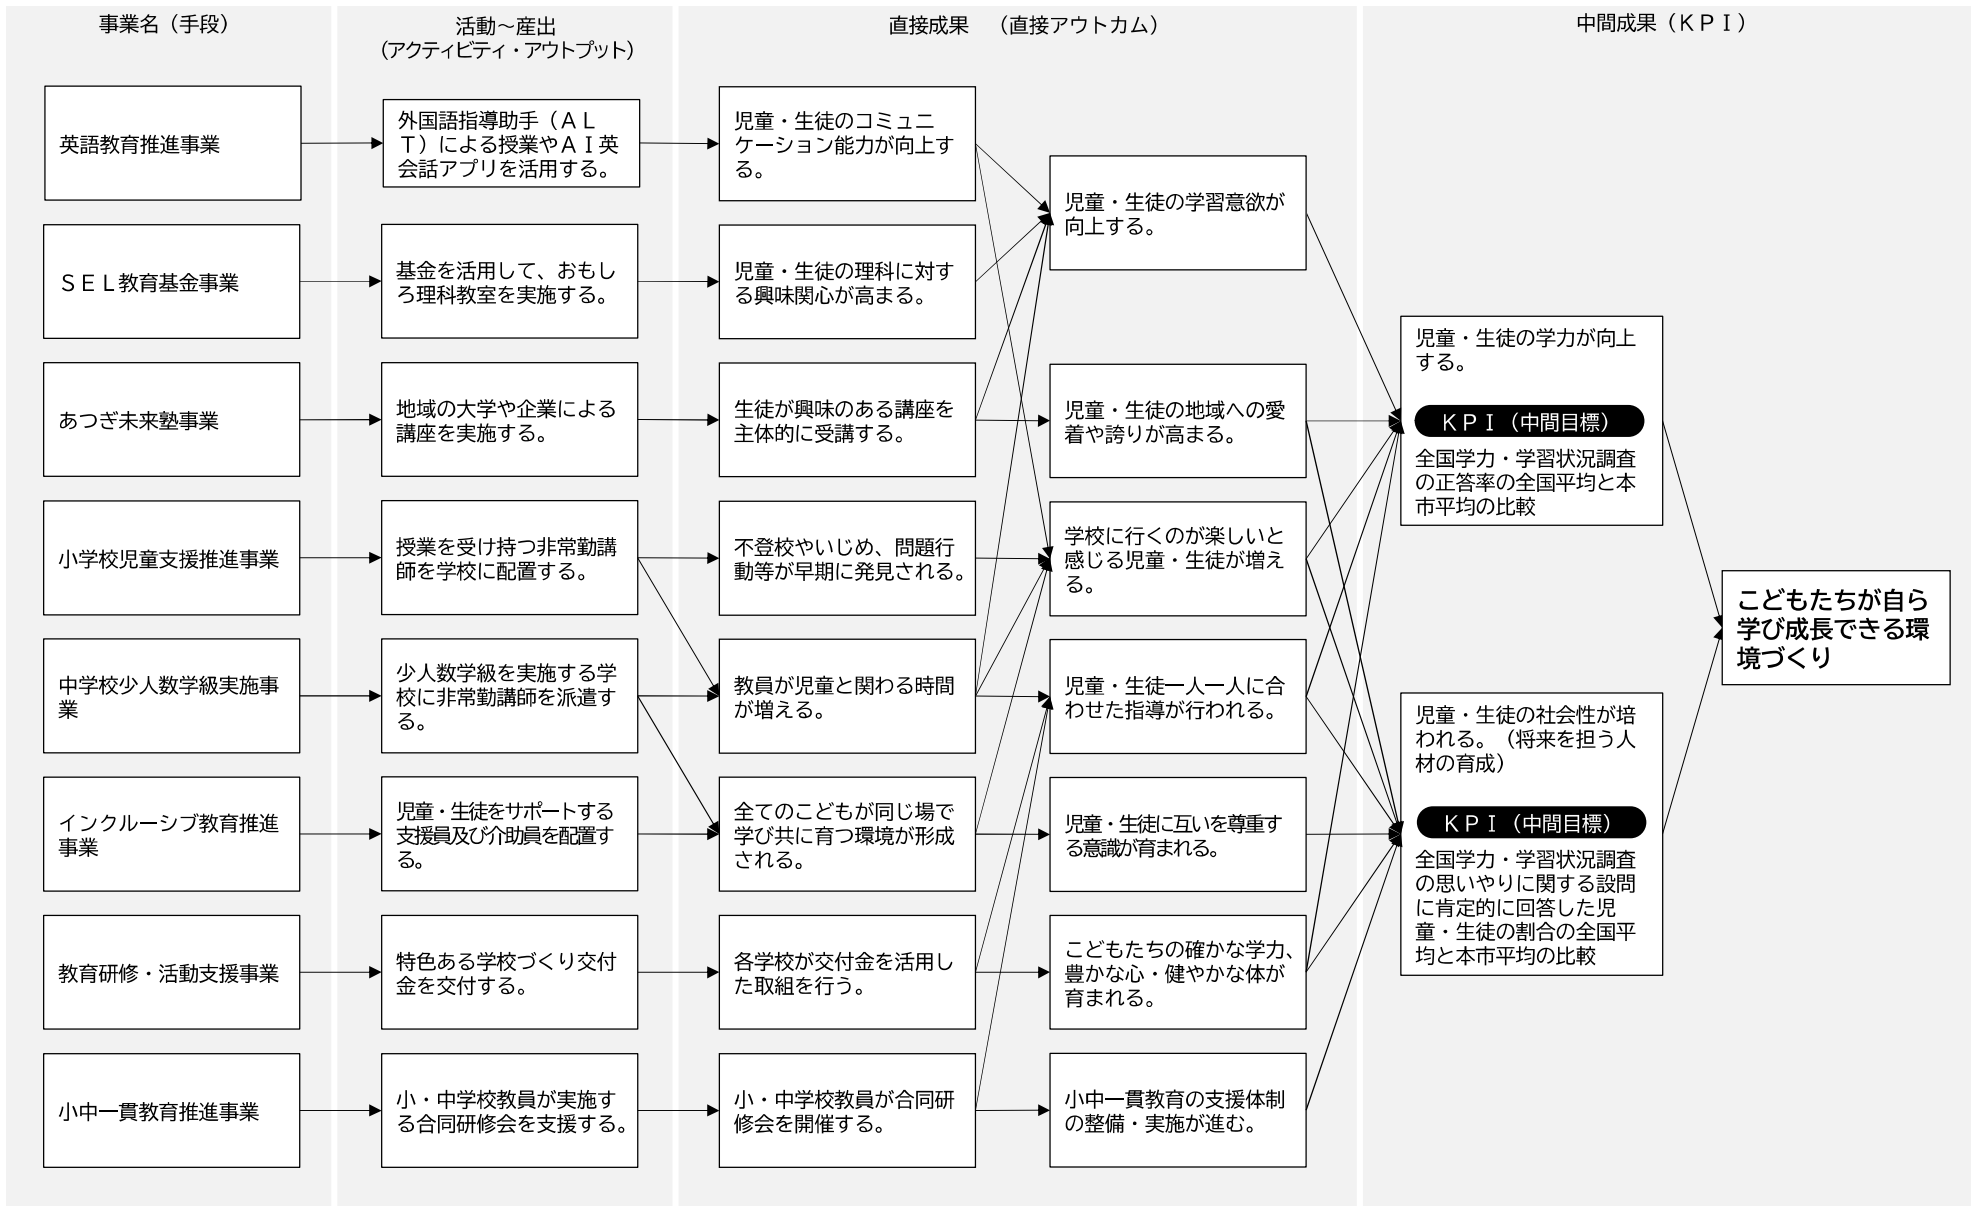 事業名（手段）
活動～産出
（アクティビティ・アウトプット）
直接成果　（直接アウトカム）
中間成果（ＫＰＩ）
英語教育推進事業
ＳＥＬ教育基金事業
あつぎ未来塾事業
小学校児童支援推進事業
中学校少人数学級実施事
業
インクルーシブ教育推進
事業
教育研修・活動支援事業
小中一貫教育推進事業
外国語指導助手（ＡＬ
Ｔ）による授業やＡＩ英
会話アプリを活用する。
基金を活用して、おもし
ろ理科教室を実施する。
地域の大学や企業による
講座を実施する。
授業を受け持つ非常勤講
師を学校に配置する。
少人数学級を実施する学
校に非常勤講師を派遣す
る。
児童・生徒をサポートする
支援員及び介助員を配置す
る。
特色ある学校づくり交付
金を交付する。
小・中学校教員が実施す
る合同研修会を支援する。
児童・生徒のコミュニ
ケーション能力が向上す
る。
児童・生徒の理科に対す
る興味関心が高まる。
生徒が興味のある講座を
主体的に受講する。
不登校やいじめ、問題行
動等が早期に発見される。
教員が児童と関わる時間
が増える。
全てのこどもが同じ場で
学び共に育つ環境が形成
される。
各学校が交付金を活用し
た取組を行う。
小・中学校教員が合同研
修会を開催する。
児童・生徒の学習意欲が
向上する。
児童・生徒の地域への愛
着や誇りが高まる。
学校に行くのが楽しいと
感じる児童・生徒が増え
る。
児童・生徒一人一人に合
わせた指導が行われる。
児童・生徒に互いを尊重す
る意識が育まれる。
こどもたちの確かな学力、
豊かな心・健やかな体が
育まれる。
小中一貫教育の支援体制
の整備・実施が進む。
児童・生徒の学力が向上
する。
ＫＰＩ（中間目標）
全国学力・学習状況調査
の正答率の全国平均と本
市平均の比較
児童・生徒の社会性が培
われる。（将来を担う人
材の育成）
ＫＰＩ（中間目標）
全国学力・学習状況調査
の思いやりに関する設問
に肯定的に回答した児
童・生徒の割合の全国平
均と本市平均の比較
こどもたちが自ら
学び成長できる環
境づくり